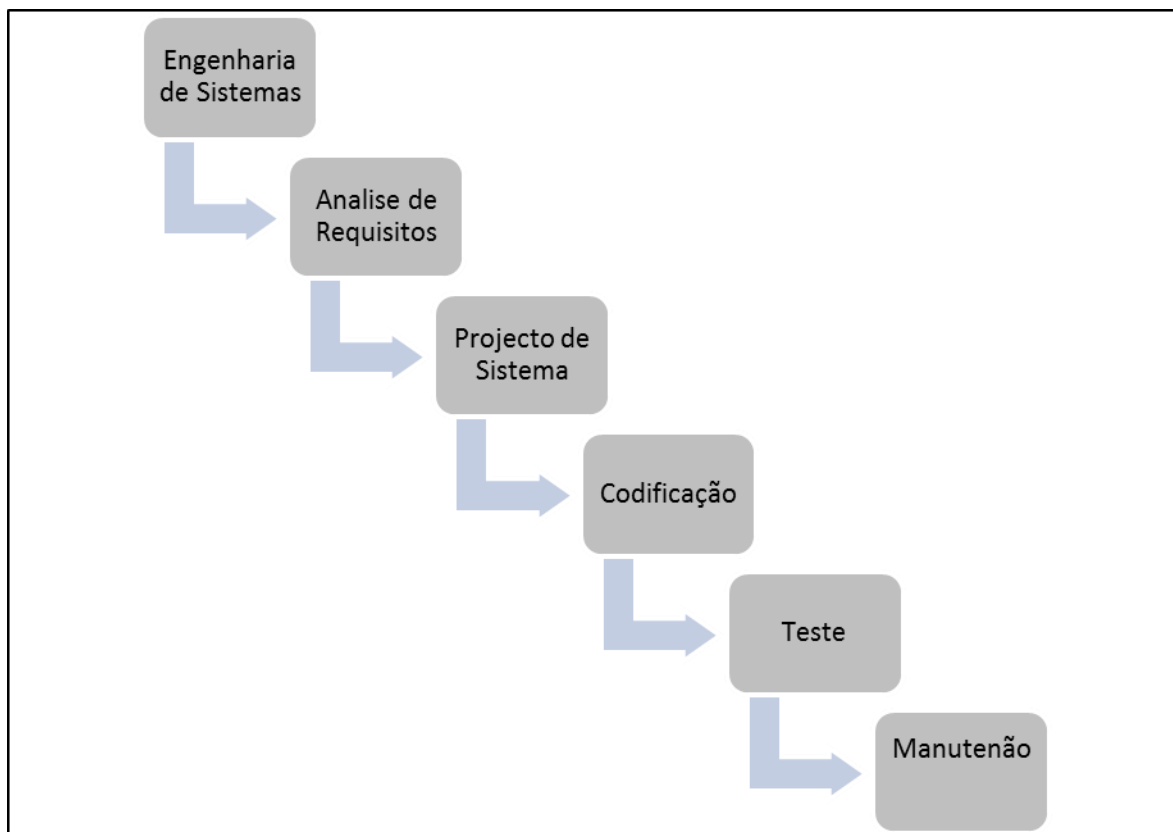 Engenharia
de Sistemas
Analise de
Requisitos
Projecto de
Sistema
Codificação
Teste
Manutenão